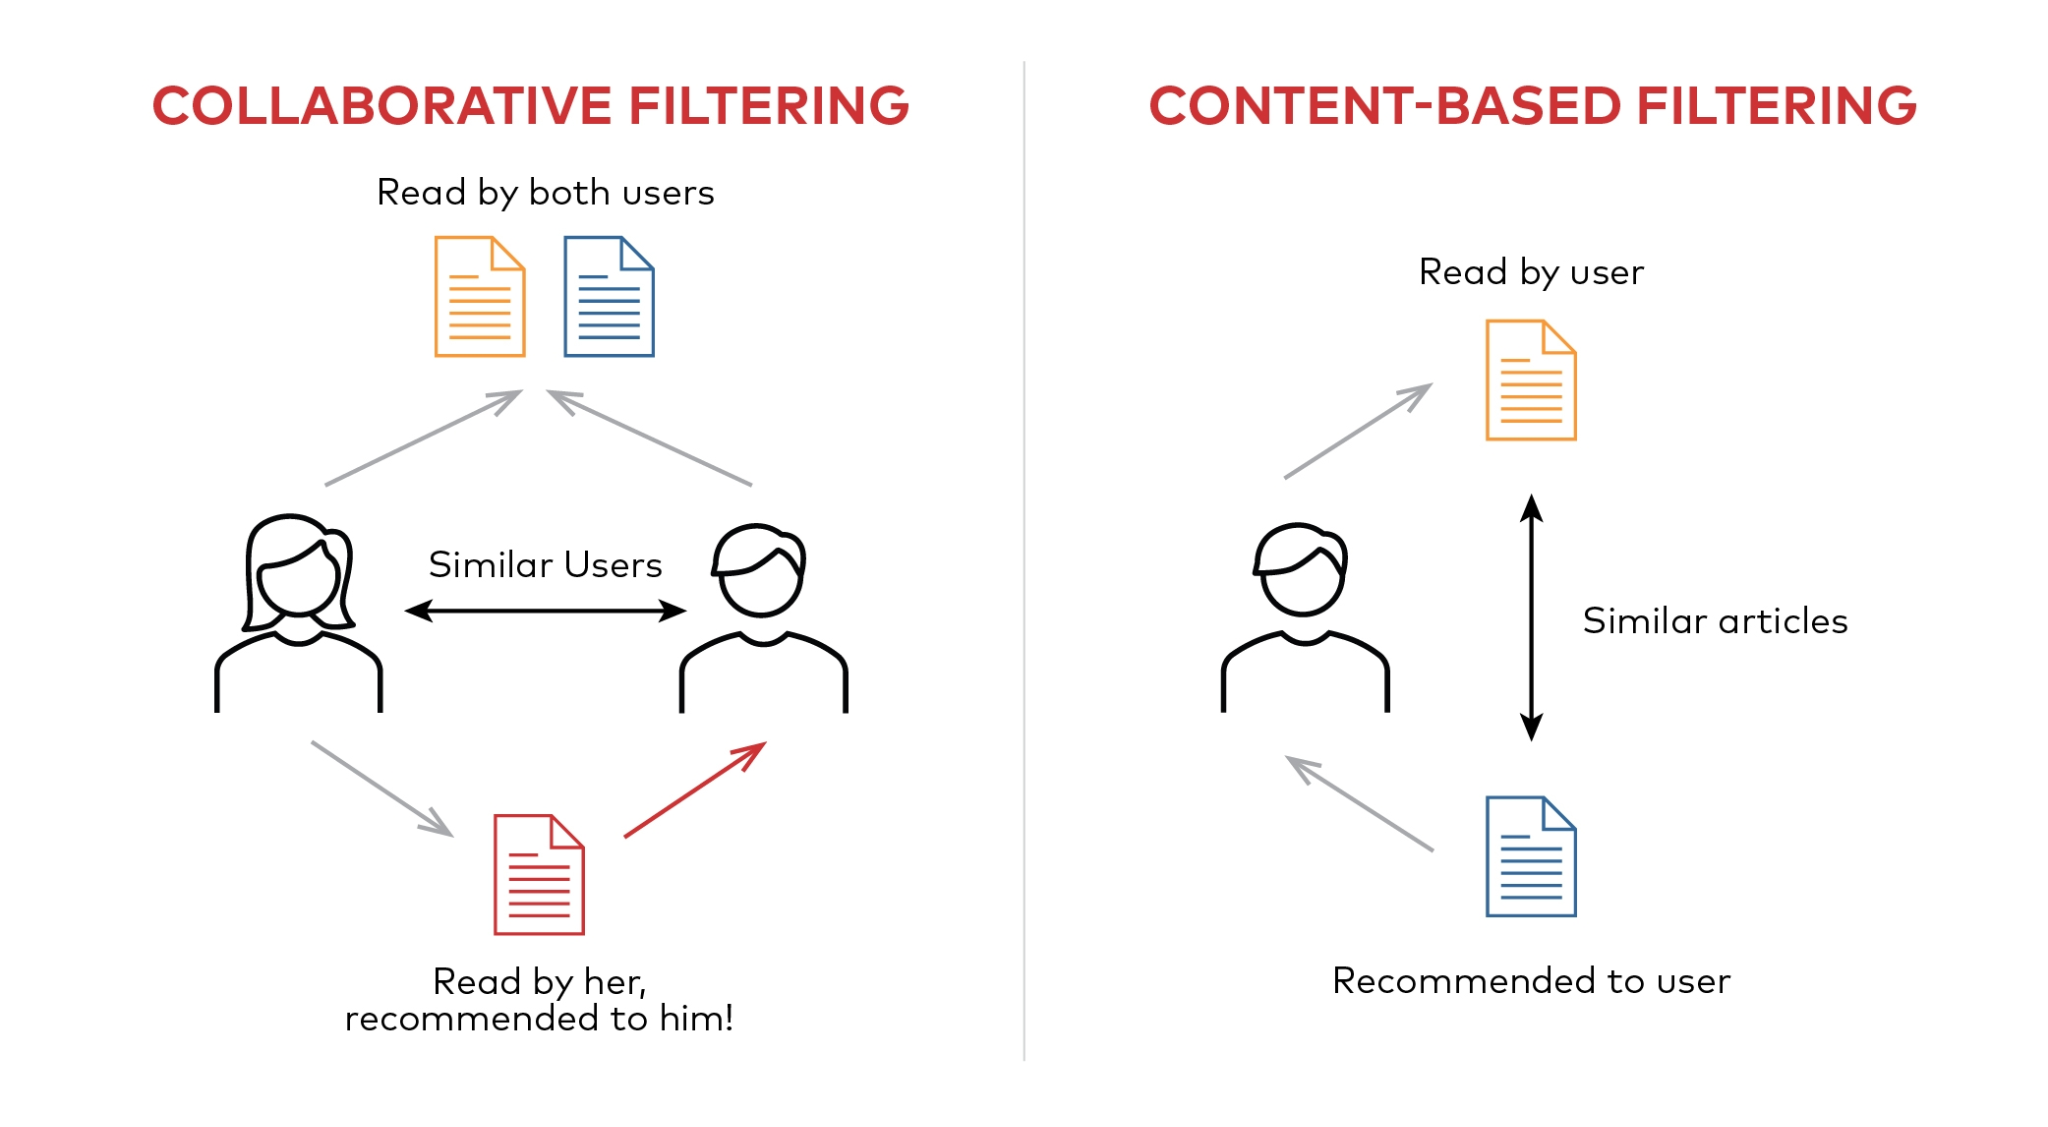 COLLABORATIVE FILTERING
Read by both users
Similar Users
Read by her,
recommended to him!
CONTENT-BASED FILTERING
Read by user
Similar articles
Recommended to user